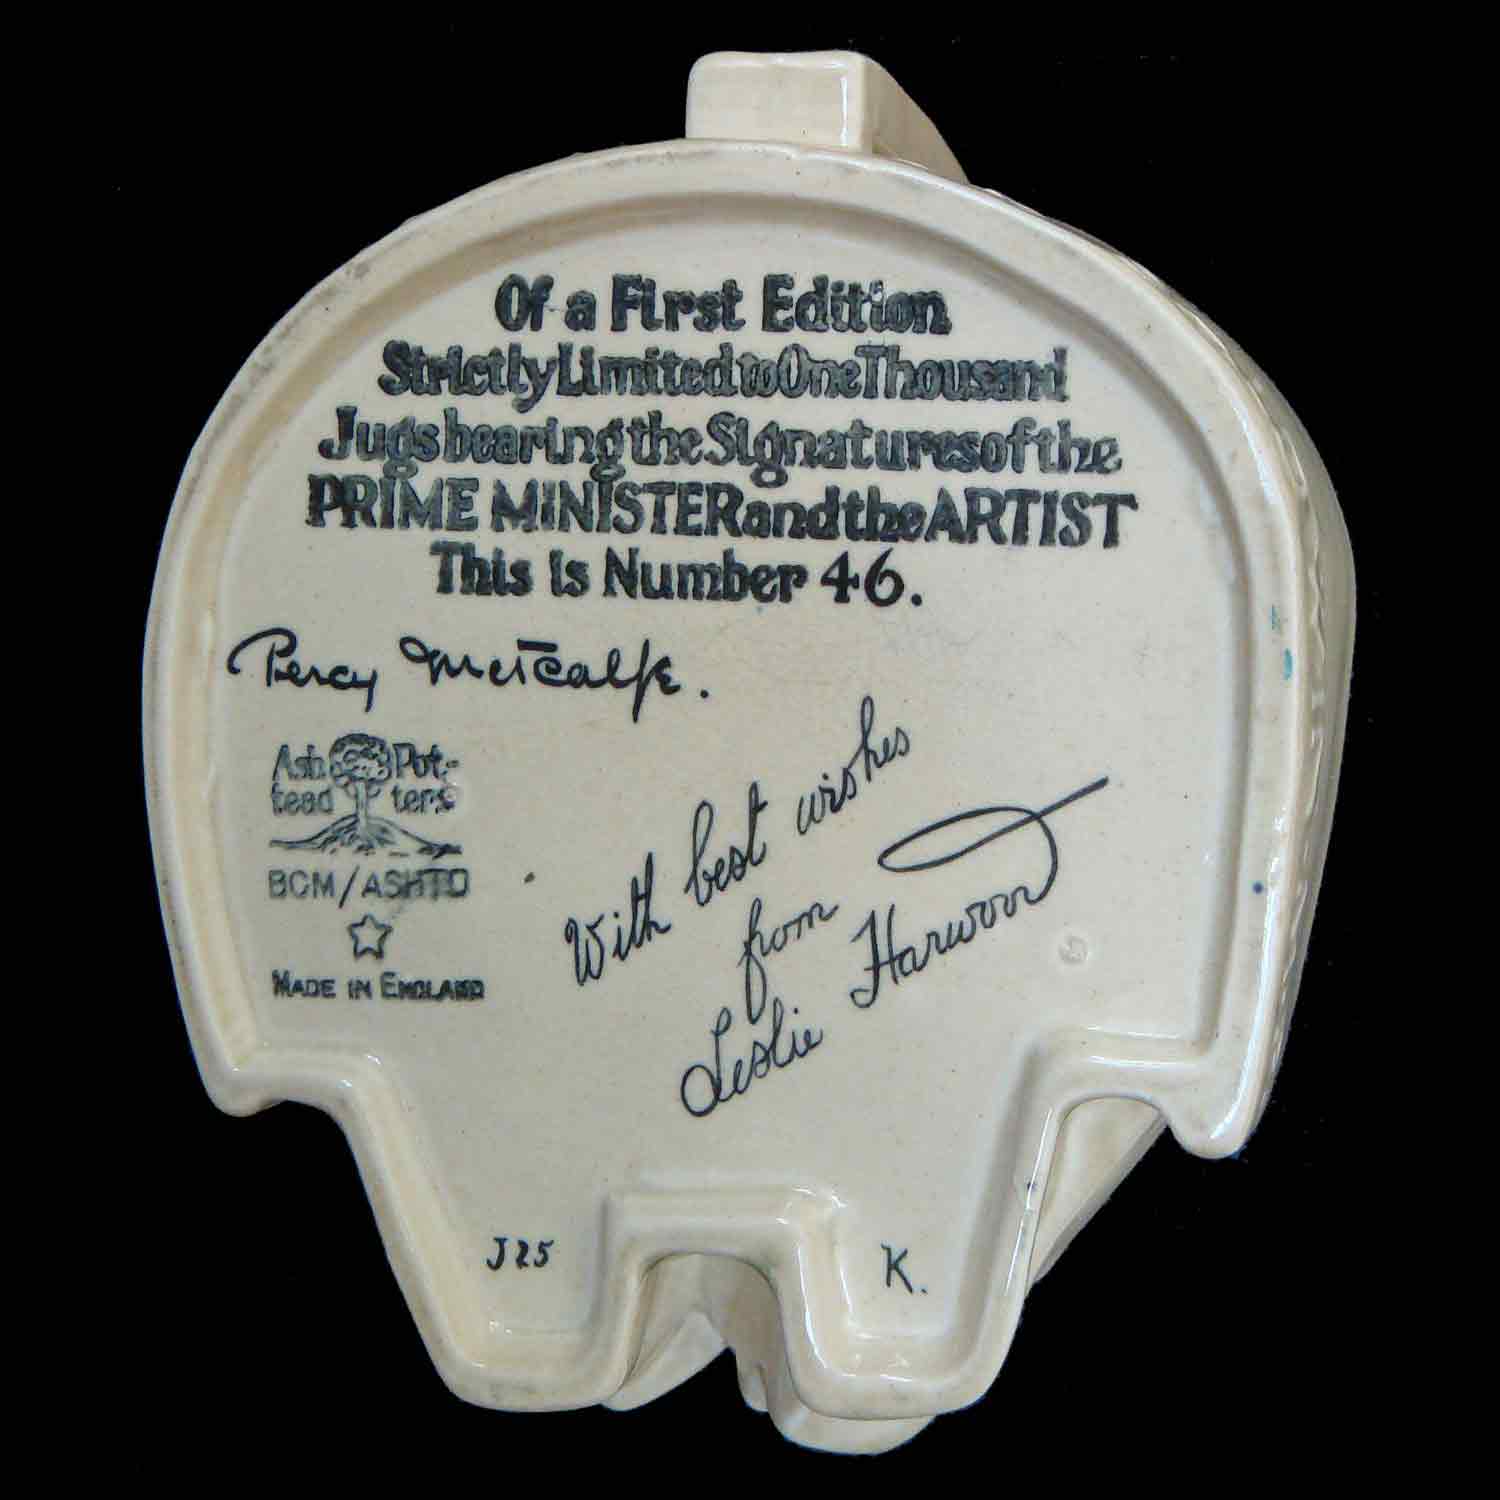 Of a First Edition
Strictly Limited to One Thousand
Jugs bearing the Signatures of the
PRIME MINISTER and the ARTIST
This is Number 46.
Percy Metcalfe.
Ash Pot-
tead ters
BCM/ASHTD
MADE IN ENGLAND
With best wishes
from
Leslie Harwood
J25
K.